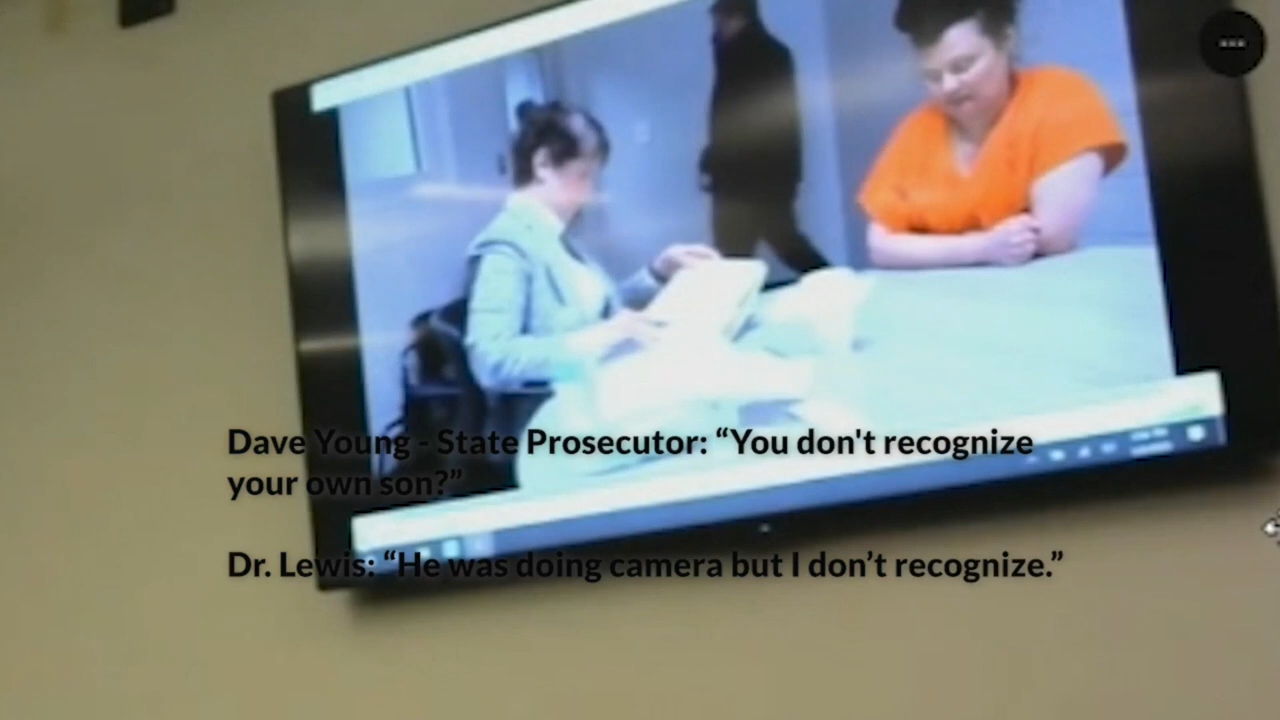 Dave Young - State Prosecutor: “You don't recognize
your own son?”
Dr. Lewis: “He was doing camera but I don’t recognize.”